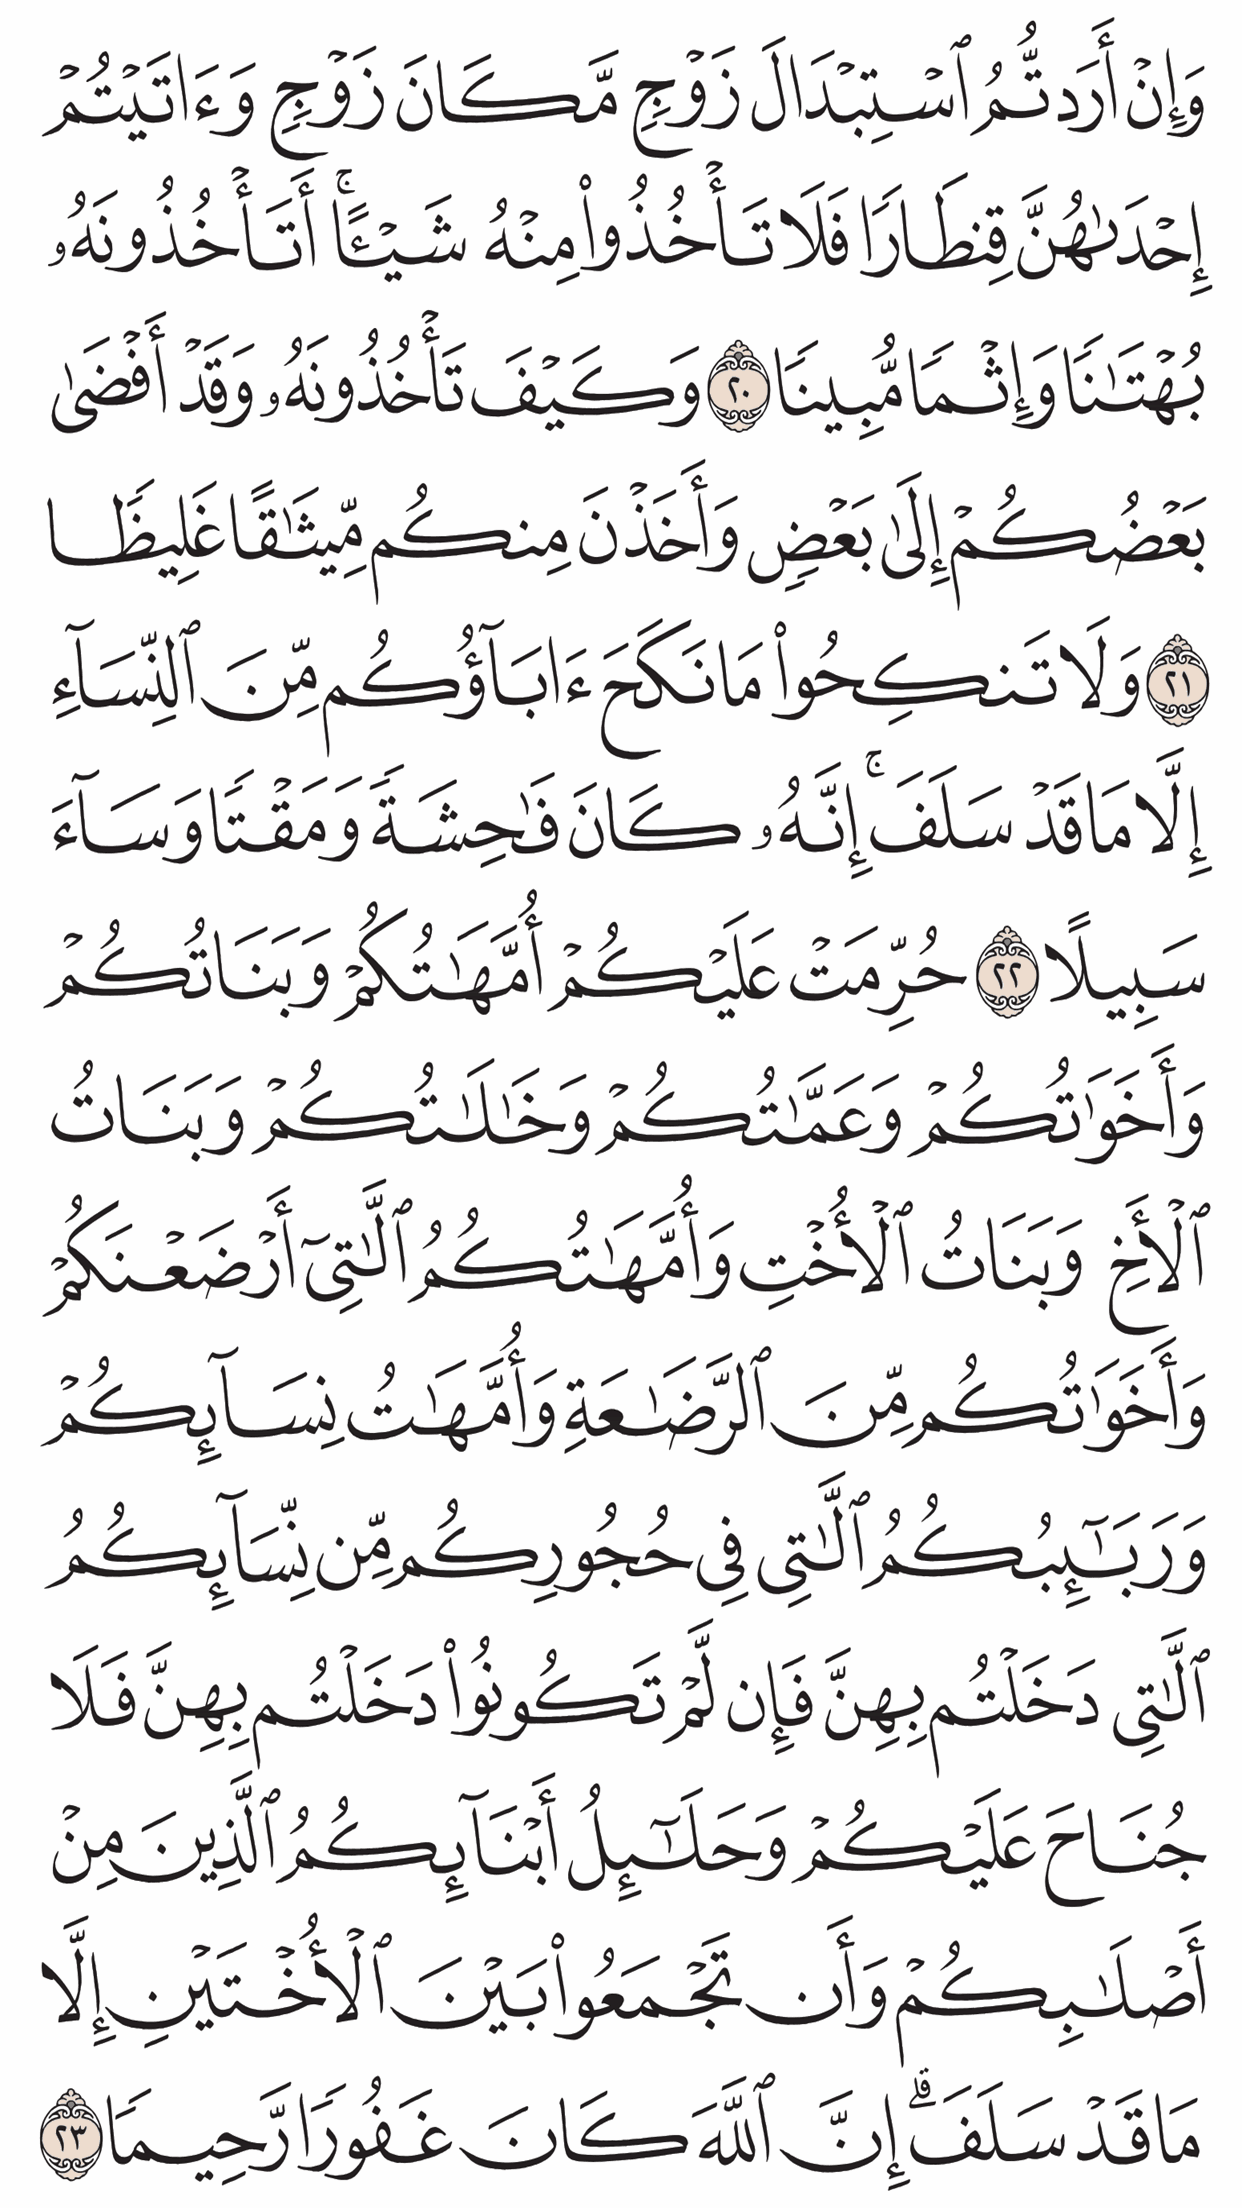 وَإِنْ أَرَدتُّمُ ٱسْتِبْدَالَ زَوْجٍ مَّكَانَ زَوْجٍ وَءَاتَيْتُمْ
إِحْدَىٰهُنَّ قِنطَارًا فَلَا تَأْخُذُوا۟ مِنْهُ شَيْـًٔا ۚ أَتَأْخُذُونَهُۥ
بُهْتَـٰنًا وَإِثْمًا مُّبِينًا ٢٠ وَكَيْفَ تَأْخُذُونَهُۥ وَقَدْ أَفْضَىٰ
بَعْضُكُمْ إِلَىٰ بَعْضٍ وَأَخَذْنَ مِنكُم مِّيثَـٰقًا غَلِيظًا
٢١ وَلَا تَنكِحُوا۟ مَا نَكَحَ ءَابَآؤُكُم مِّنَ ٱلنِّسَآءِ
إِلَّا مَا قَدْ سَلَفَ ۚ إِنَّهُۥ كَانَ فَـٰحِشَةً وَمَقْتًا وَسَآءَ
سَبِيلًا ٢٢ حُرِّمَتْ عَلَيْكُمْ أُمَّهَـٰتُكُمْ وَبَنَاتُكُمْ
وَأَخَوَٰتُكُمْ وَعَمَّـٰتُكُمْ وَخَـٰلَـٰتُكُمْ وَبَنَاتُ
ٱلْأَخِ وَبَنَاتُ ٱلْأُخْتِ وَأُمَّهَـٰتُكُمُ ٱلَّـٰتِىٓ أَرْضَعْنَكُمْ
وَأَخَوَٰتُكُم مِّنَ ٱلرَّضَـٰعَةِ وَأُمَّهَـٰتُ نِسَآئِكُمْ
وَرَبَـٰٓئِبُكُمُ ٱلَّـٰتِى فِى حُجُورِكُم مِّن نِّسَآئِكُمُ
ٱلَّـٰتِى دَخَلْتُم بِهِنَّ فَإِن لَّمْ تَكُونُوا۟ دَخَلْتُم بِهِنَّ فَلَا
جُنَاحَ عَلَيْكُمْ وَحَلَـٰٓئِلُ أَبْنَآئِكُمُ ٱلَّذِينَ مِنْ
أَصْلَـٰبِكُمْ وَأَن تَجْمَعُوا۟ بَيْنَ ٱلْأُخْتَيْنِ إِلَّا
مَا قَدْ سَلَفَ ۗ إِنَّ ٱللَّهَ كَانَ غَفُورًا رَّحِيمًا ٢٣